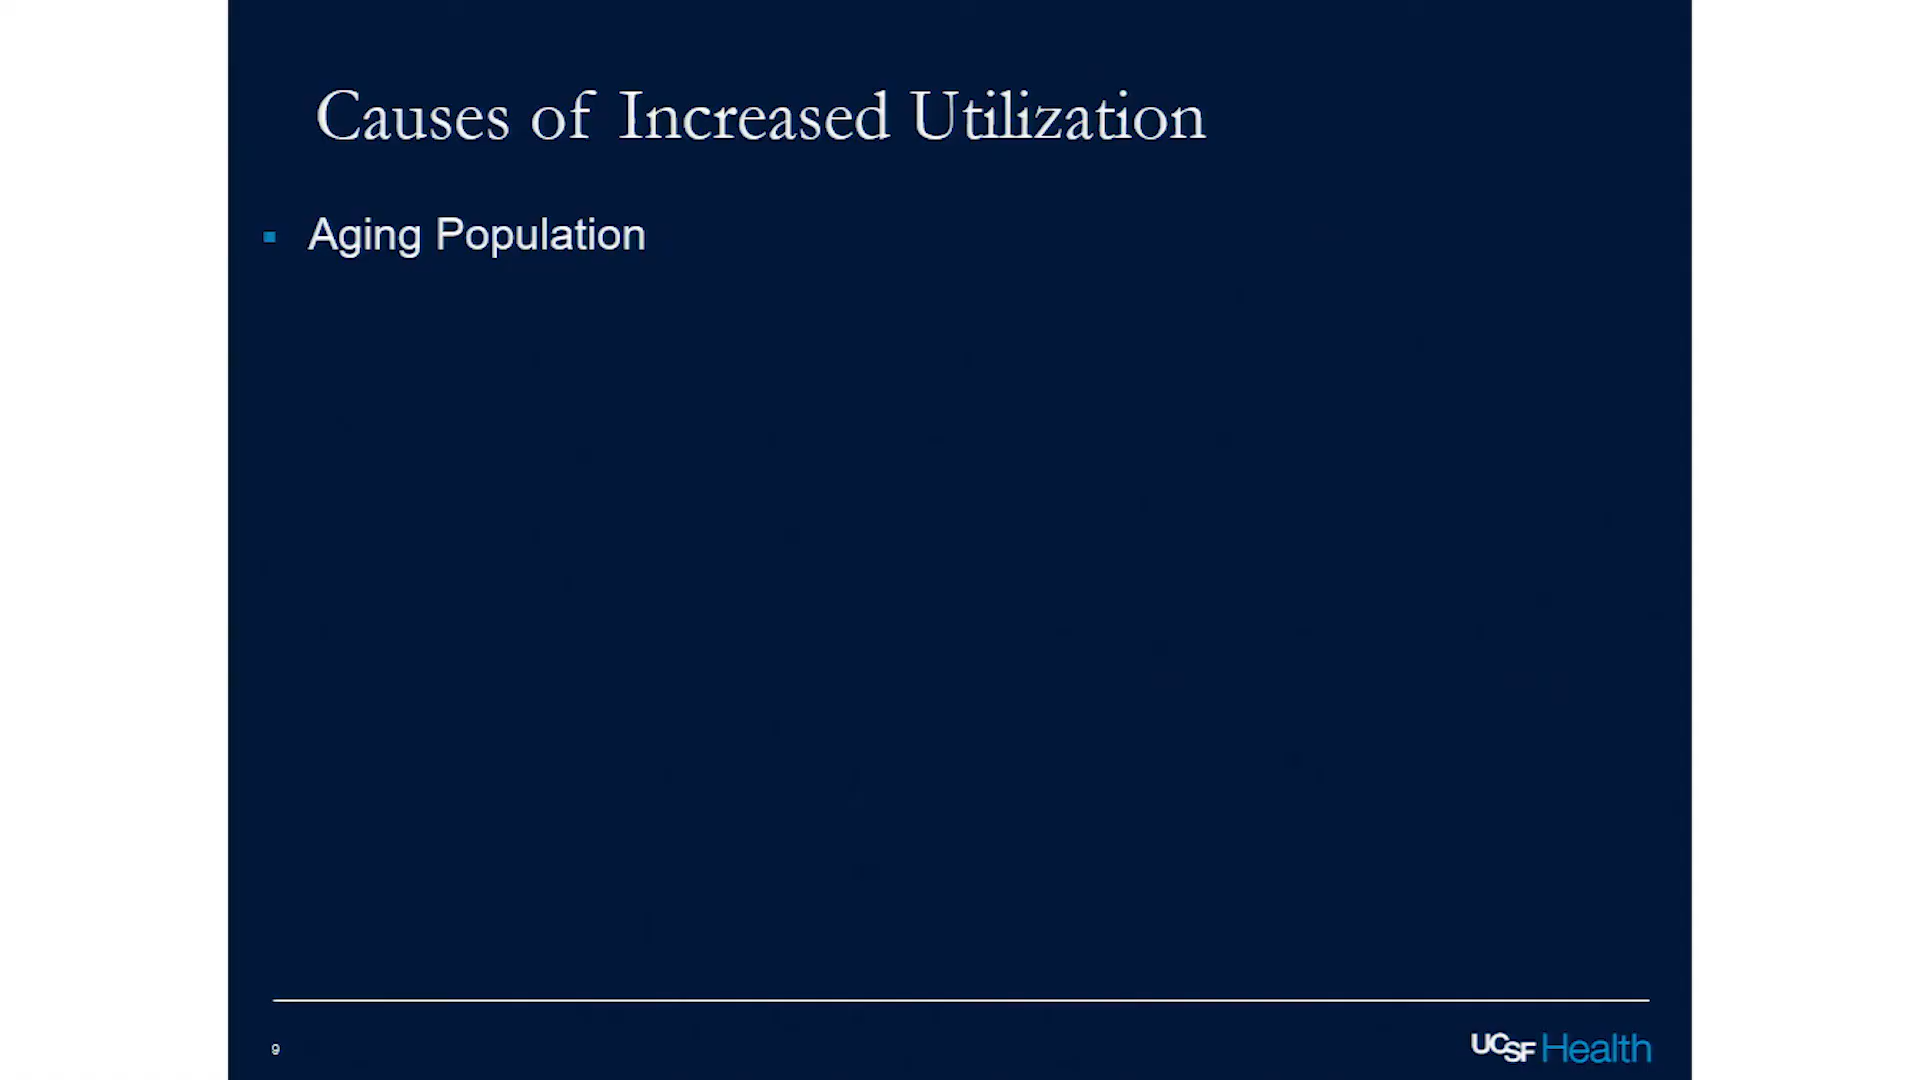 Causes of Increased Utilization
Aging Population
9
UCSF Health